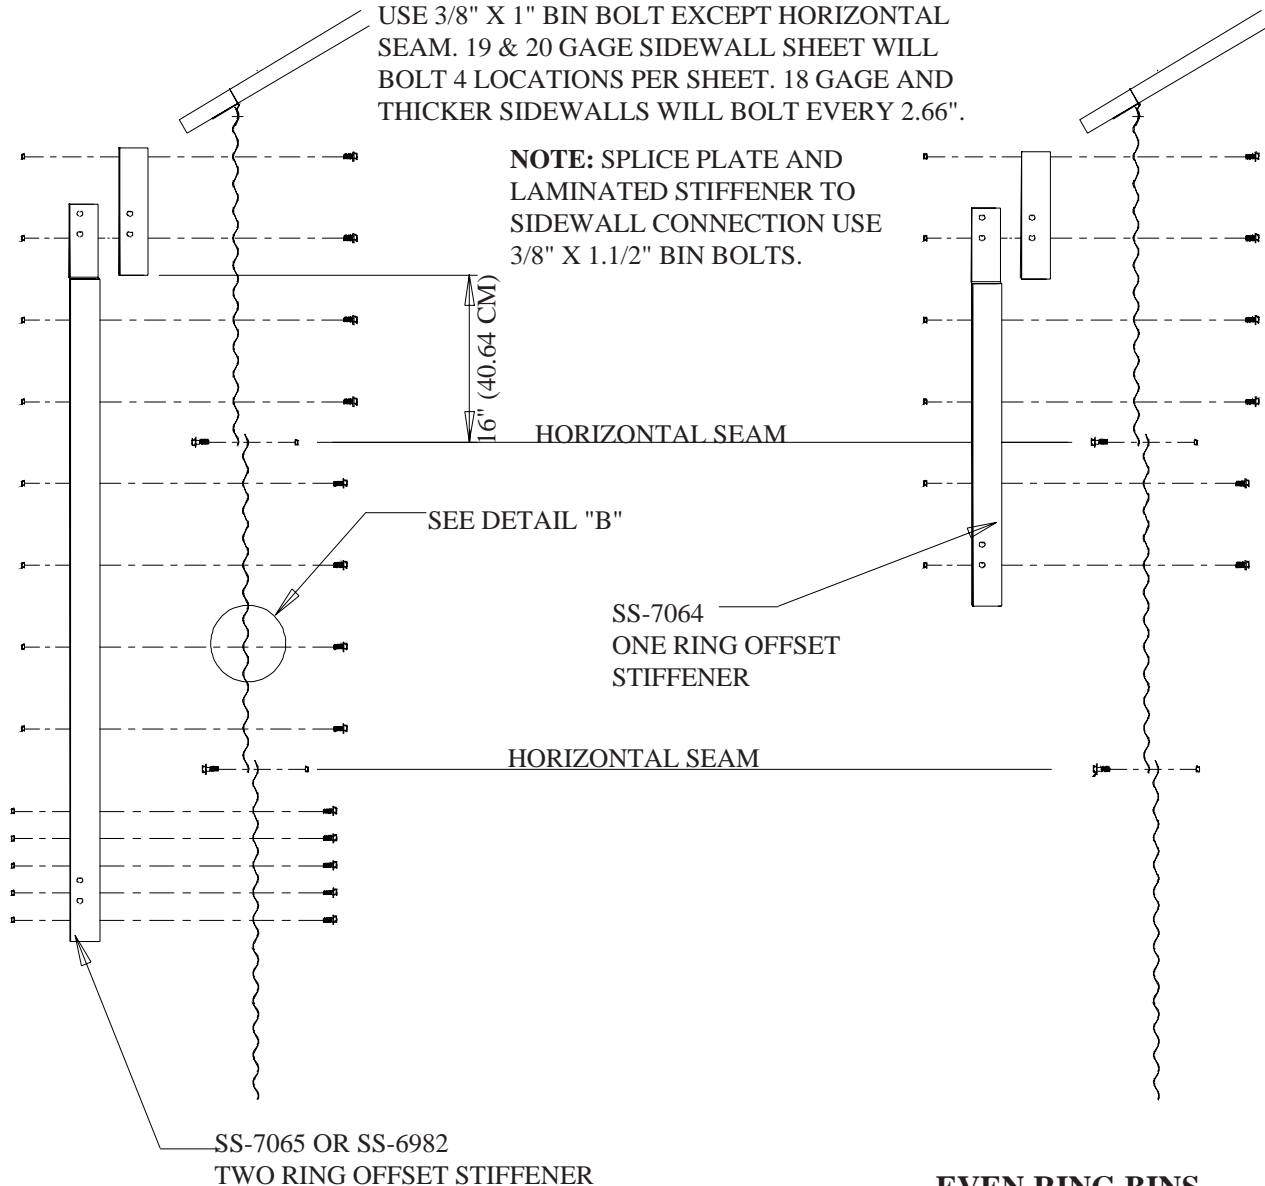 USE 3/8" X 1" BIN BOLT EXCEPT HORIZONTAL
SEAM. 19 & 20 GAGE SIDEWALL SHEET WILL
BOLT 4 LOCATIONS PER SHEET. 18 GAGE AND
THICKER SIDEWALLS WILL BOLT EVERY 2.66".
NOTE: SPLICE PLATE AND
LAMINATED STIFFENER TO
SIDEWALL CONNECTION USE
3/8" X 1.1/2" BIN BOLTS.
16" (40.64 CM)
HORIZONTAL SEAM
SEE DETAIL "B"
SS-7064
ONE RING OFFSET
STIFFENER
HORIZONTAL SEAM
SS-7065 OR SS-6982
TWO RING OFFSET STIFFENER
EVEN RING BINS